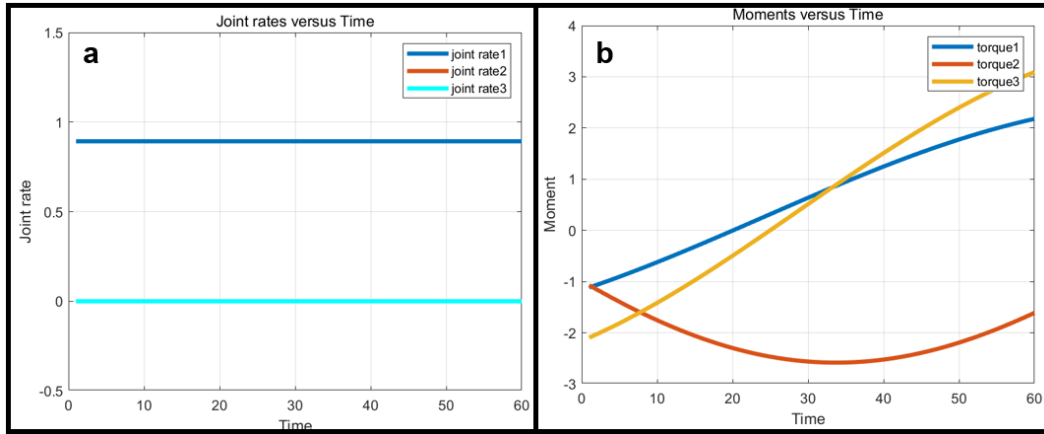 Joint rates versus Time
a
joint rate1
joint rate2
joint rate3
1.5
1
0.5
0
-0.5
Joint rate
0 10 20 30 40 50 60
Time
Moments versus Time
b
torque1
torque2
torque3
4
3
2
1
0
-1
-2
-3
Moment
0 10 20 30 40 50 60
Time